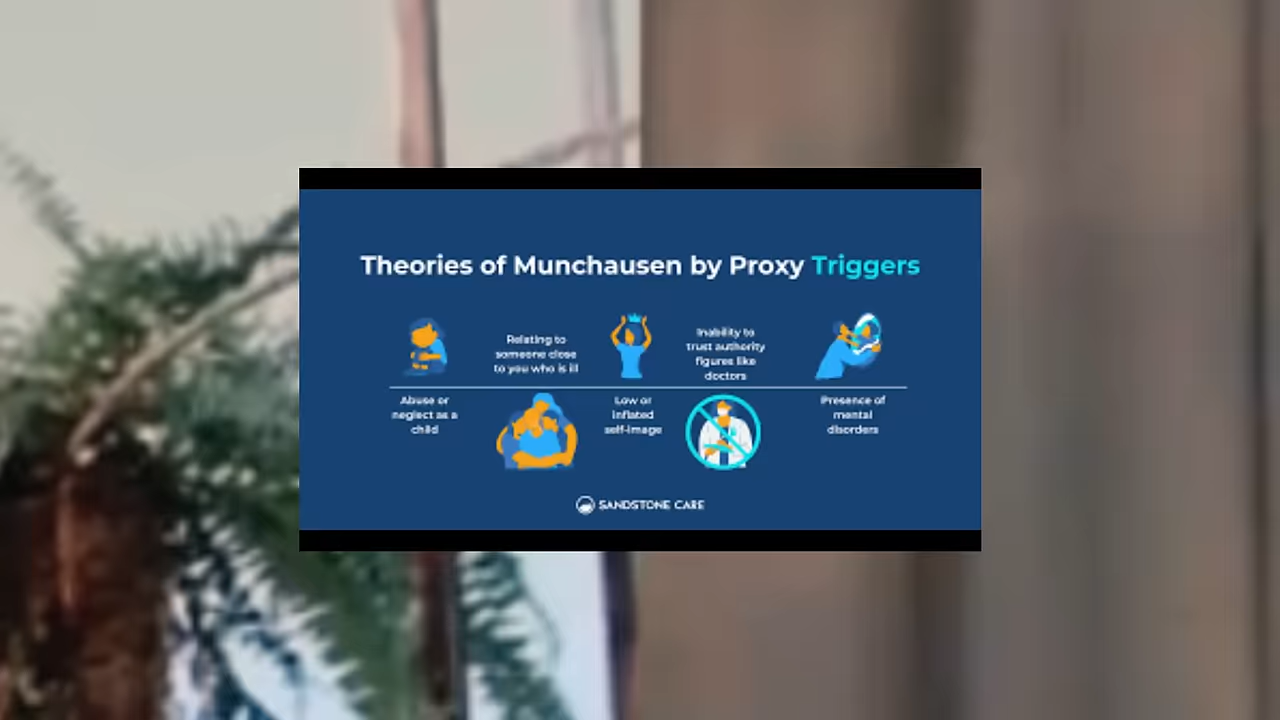 Theories of Munchausen by Proxy Triggers
Relating to
someone close
to you who is ill
Inability to
trust authority
figures like
doctors
Abuse or
neglect as a
child
Low or
inflated
self-image
Presence of
mental
disorders
SANDSTONE CARE